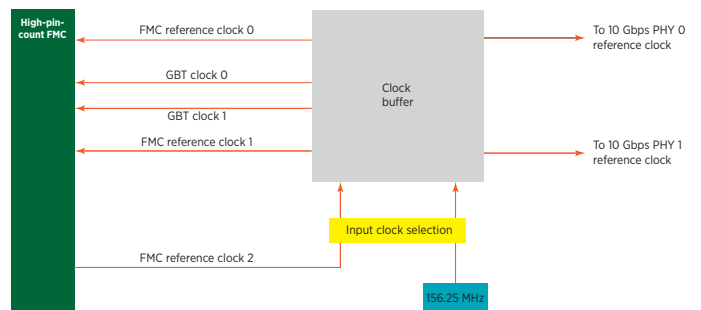 High-pin-
count FMC
FMC reference clock 0
GBT clock 0
GBT clock 1
FMC reference clock 1
FMC reference clock 2
Clock
buffer
To 10 Gbps PHY 0
reference clock
To 10 Gbps PHY 1
reference clock
Input clock selection
156.25 MHz